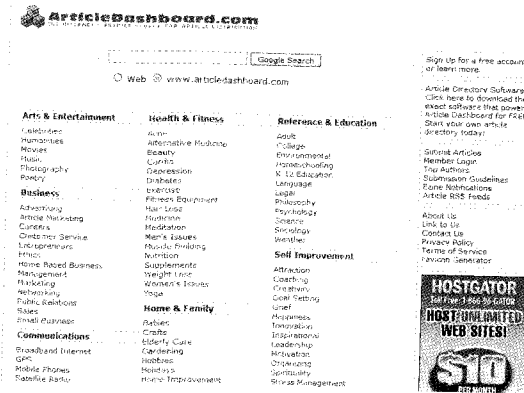 ArticleDashboard.com
Google Search
Web www.articledashboard.com
Arts & Entertainment
Celebrities
Humanities
Movies
Music
Photography
Poetry
Business
Advertising
Article Marketing
Careers
Customer Service
Entrepreneurs
Ethics
Home Based Business
Management
Marketing
Networking
Public Relations
Sales
Small Business
Communications
Broadband Internet
GPS
Mobile Phones
Satellite Radio
Health & Fitness
Acne
Alternative Medicine
Beauty
Cardio
Depression
Diabetes
Exercise
Fitness Equipment
Hair Loss
Medicine
Meditation
Men's Issues
Muscle Building
Nutrition
Supplements
Weight Loss
Women's Issues
Yoga
Home & Family
Babies
Crafts
Elderly Care
Gardening
Hobbies
Holidays
Home Improvement
Reference & Education
Adult
College
Environmental
Homeschooling
K-12 Education
Language
Legal
Philosophy
Psychology
Science
Sociology
Weather
Self Improvement
Attraction
Coaching
Creativity
Goal Setting
Grief
Happiness
Innovation
Inspirational
Leadership
Motivation
Organizing
Spirituality
Stress Management
Sign up for a free account
or learn more.
Article Directory Software
Click here to download the
exact software that power
Article Dashboard for FREE
Start your own article
directory today!
Submit Articles
Member Login
Top Authors
Submission Guidelines
Ezine Notifications
Article RSS Feeds
About Us
Link to Us
Contact Us
Privacy Policy
Terms of Service
Favicon Generator
HOSTGATOR
Toll Free 1-866-96-GATOR
HOST UNLIMITED
WEB SITES!
$10
PER MONTH